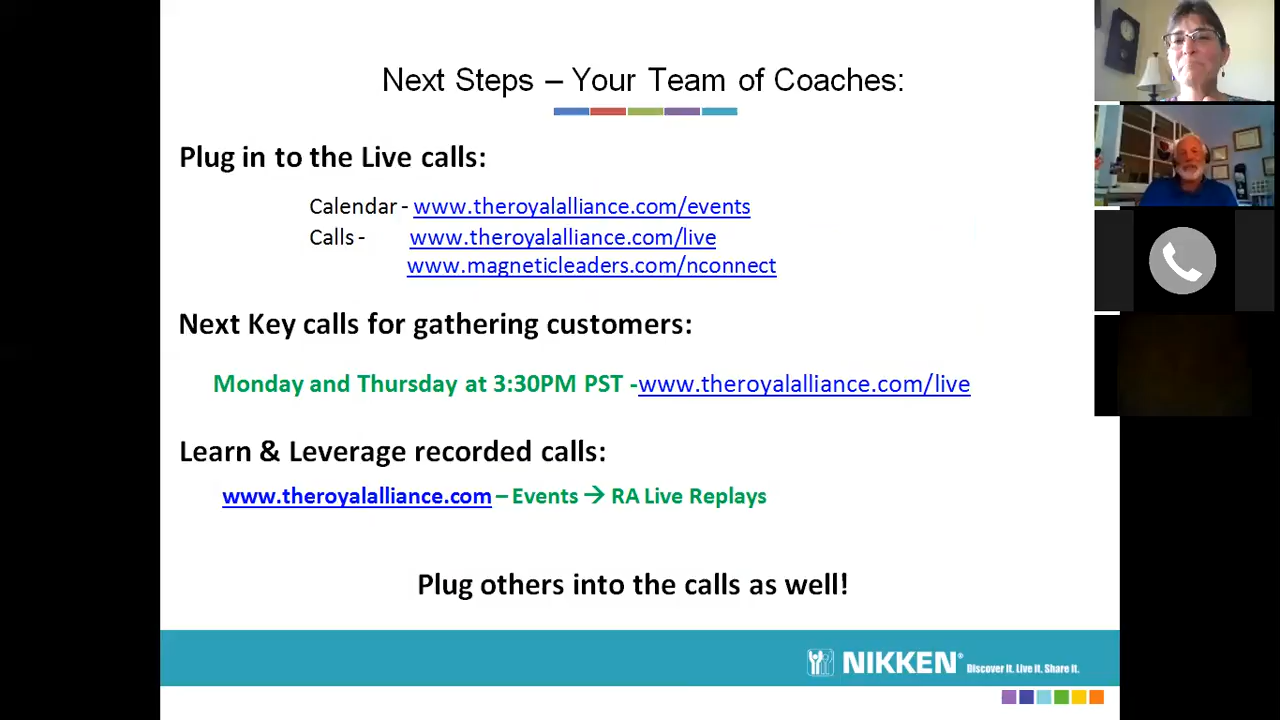 Next Steps – Your Team of Coaches:
Plug in to the Live calls:
Calendar - www.theroyalalliance.com/events
Calls - www.theroyalalliance.com/live
www.magneticleaders.com/nconnect
Next Key calls for gathering customers:
Monday and Thursday at 3:30PM PST -www.theroyalalliance.com/live
Learn & Leverage recorded calls:
www.theroyalalliance.com – Events → RA Live Replays
Plug others into the calls as well!
NIKKEN® Discover it. Live it. Share it.